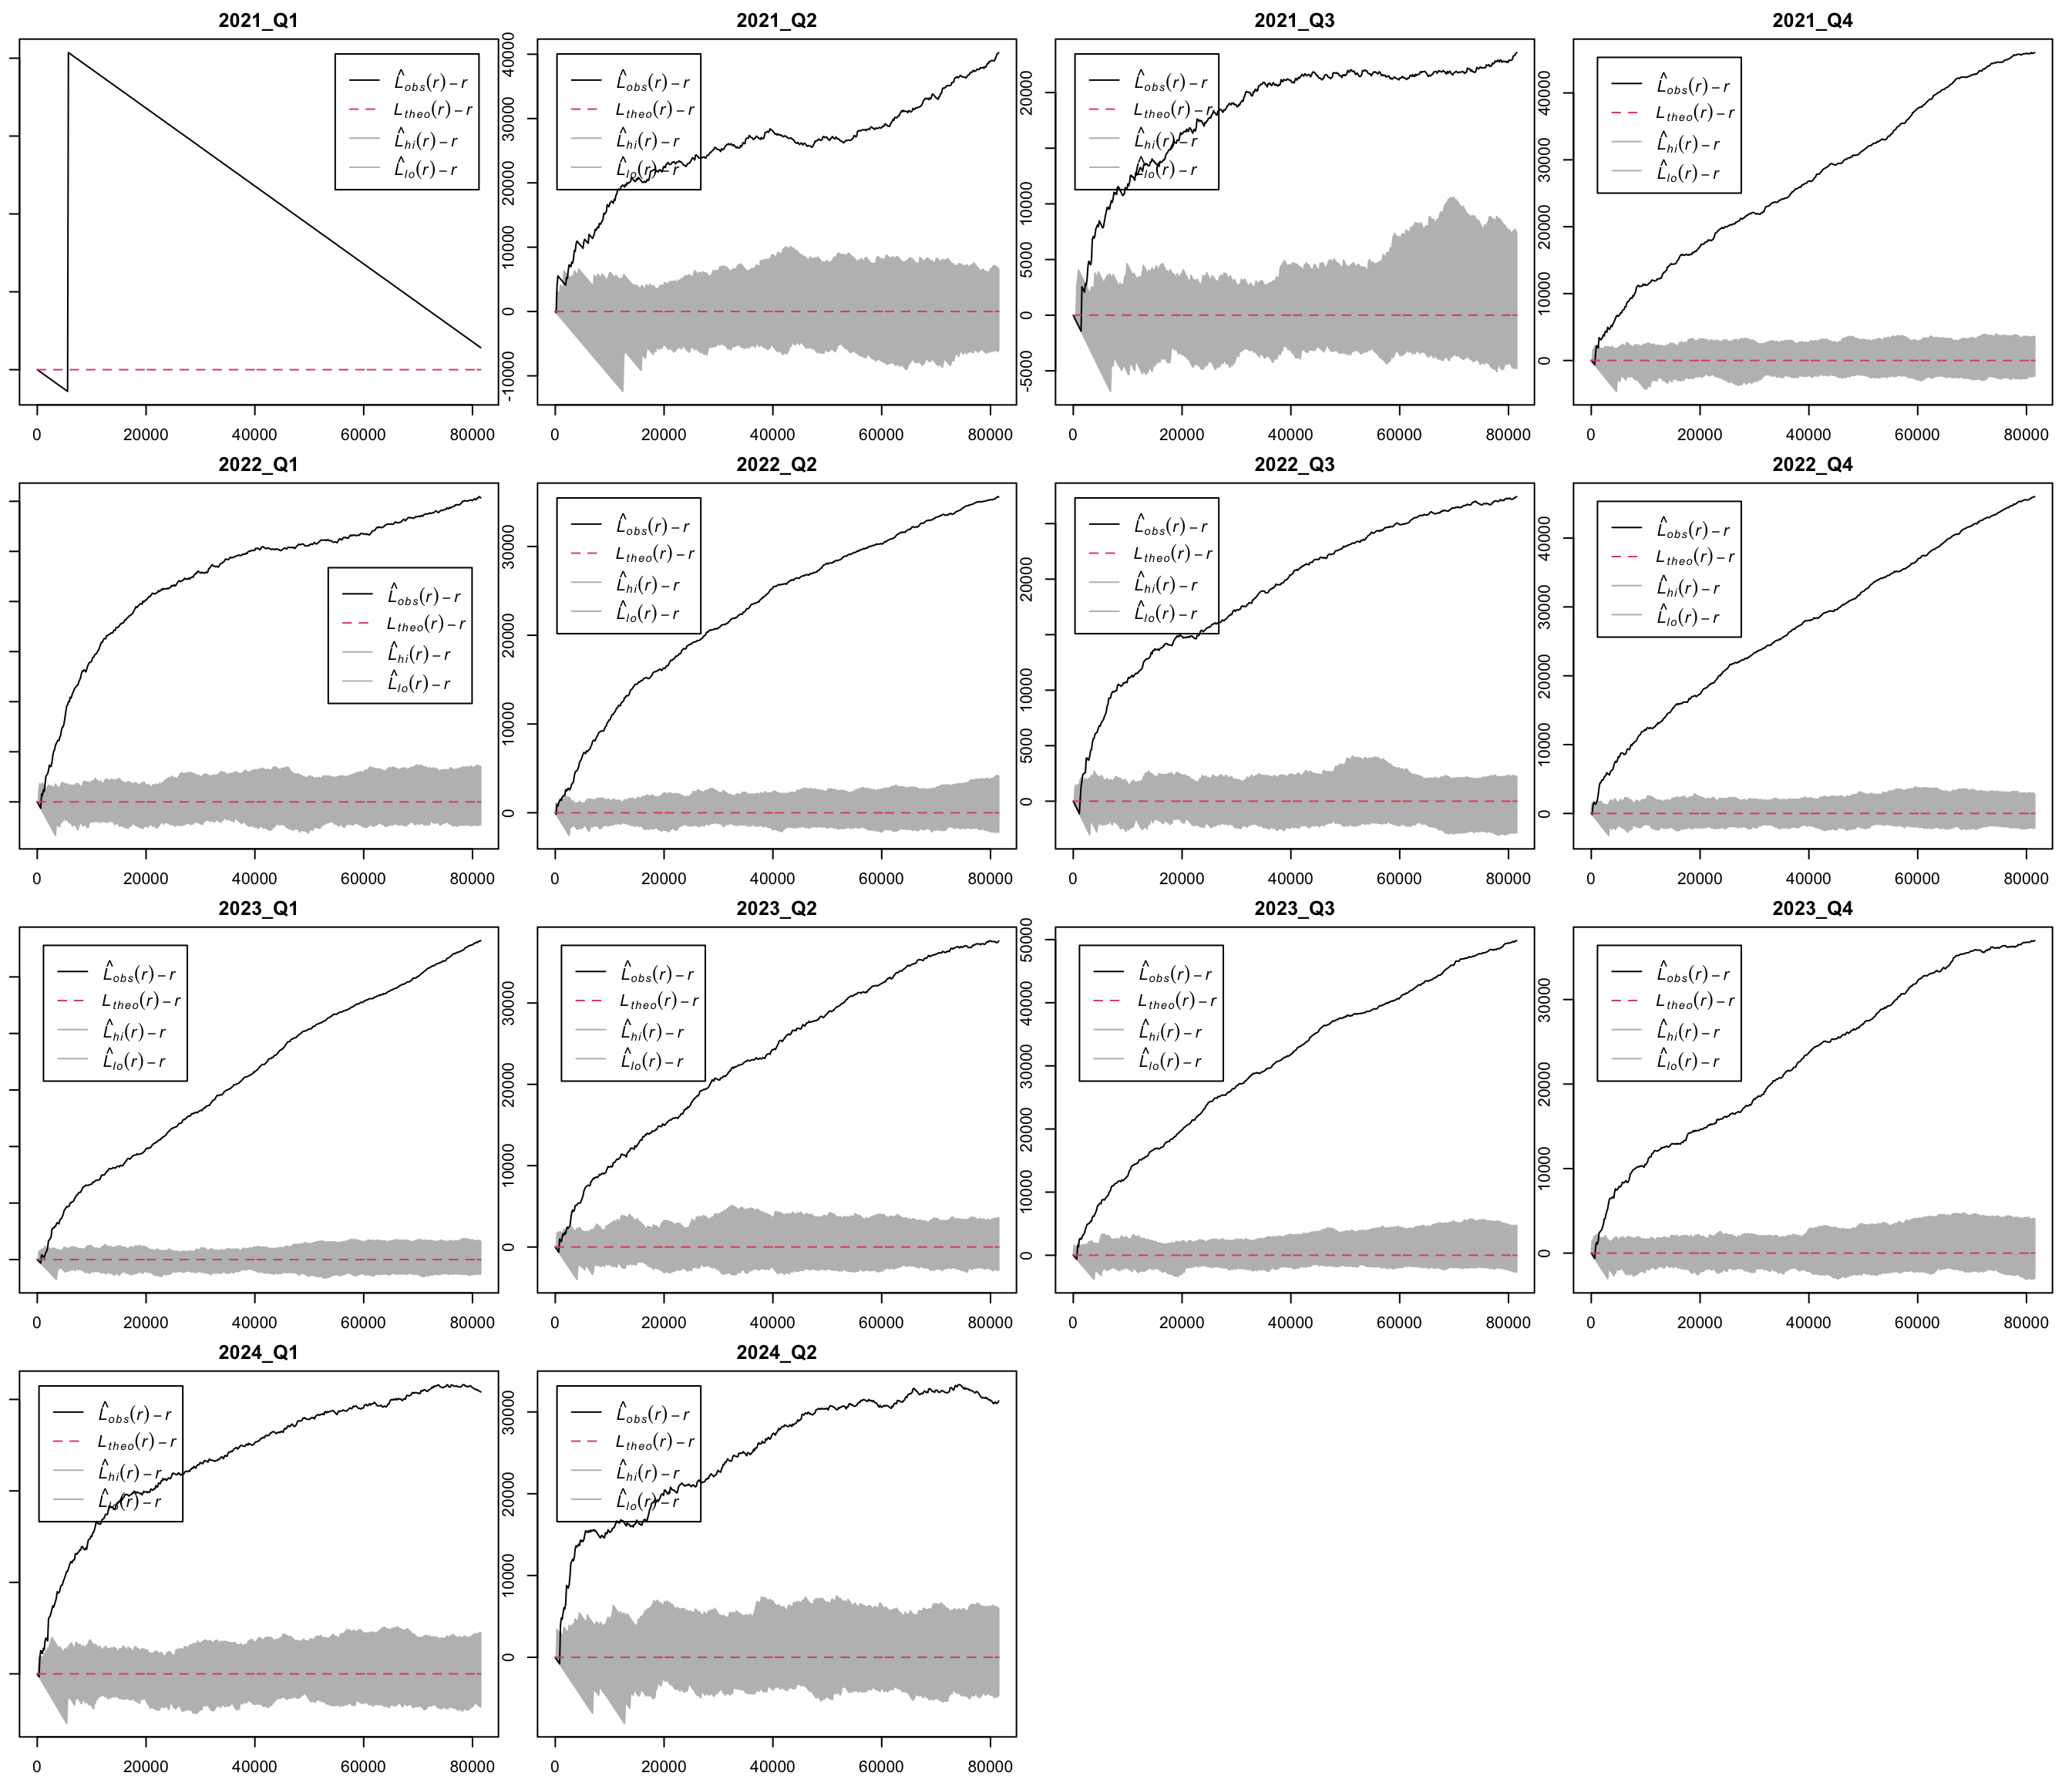 2021_Q1
L̂obs(r)−r
Ltheo(r)−r
L̂hi(r)−r
L̂lo(r)−r
0 20000 40000 60000 80000
2021_Q2
40000
30000
20000
10000
0
-10000
L̂obs(r)−r
Ltheo(r)−r
L̂hi(r)−r
L̂lo(r)−r
0 20000 40000 60000 80000
2021_Q3
20000
10000
5000
0
-5000
L̂obs(r)−r
Ltheo(r)−r
L̂hi(r)−r
L̂lo(r)−r
0 20000 40000 60000 80000
2021_Q4
40000
30000
20000
10000
0
L̂obs(r)−r
Ltheo(r)−r
L̂hi(r)−r
L̂lo(r)−r
0 20000 40000 60000 80000
2022_Q1
L̂obs(r)−r
Ltheo(r)−r
L̂hi(r)−r
L̂lo(r)−r
0 20000 40000 60000 80000
2022_Q2
30000
20000
10000
0
L̂obs(r)−r
Ltheo(r)−r
L̂hi(r)−r
L̂lo(r)−r
0 20000 40000 60000 80000
2022_Q3
20000
10000
5000
0
L̂obs(r)−r
Ltheo(r)−r
L̂hi(r)−r
L̂lo(r)−r
0 20000 40000 60000 80000
2022_Q4
40000
30000
20000
10000
0
L̂obs(r)−r
Ltheo(r)−r
L̂hi(r)−r
L̂lo(r)−r
0 20000 40000 60000 80000
2023_Q1
L̂obs(r)−r
Ltheo(r)−r
L̂hi(r)−r
L̂lo(r)−r
0 20000 40000 60000 80000
2023_Q2
30000
20000
10000
0
L̂obs(r)−r
Ltheo(r)−r
L̂hi(r)−r
L̂lo(r)−r
0 20000 40000 60000 80000
2023_Q3
50000
40000
30000
20000
10000
0
L̂obs(r)−r
Ltheo(r)−r
L̂hi(r)−r
L̂lo(r)−r
0 20000 40000 60000 80000
2023_Q4
30000
20000
10000
0
L̂obs(r)−r
Ltheo(r)−r
L̂hi(r)−r
L̂lo(r)−r
0 20000 40000 60000 80000
2024_Q1
L̂obs(r)−r
Ltheo(r)−r
L̂hi(r)−r
L̂lo(r)−r
0 20000 40000 60000 80000
2024_Q2
30000
20000
10000
0
L̂obs(r)−r
Ltheo(r)−r
L̂hi(r)−r
L̂lo(r)−r
0 20000 40000 60000 80000